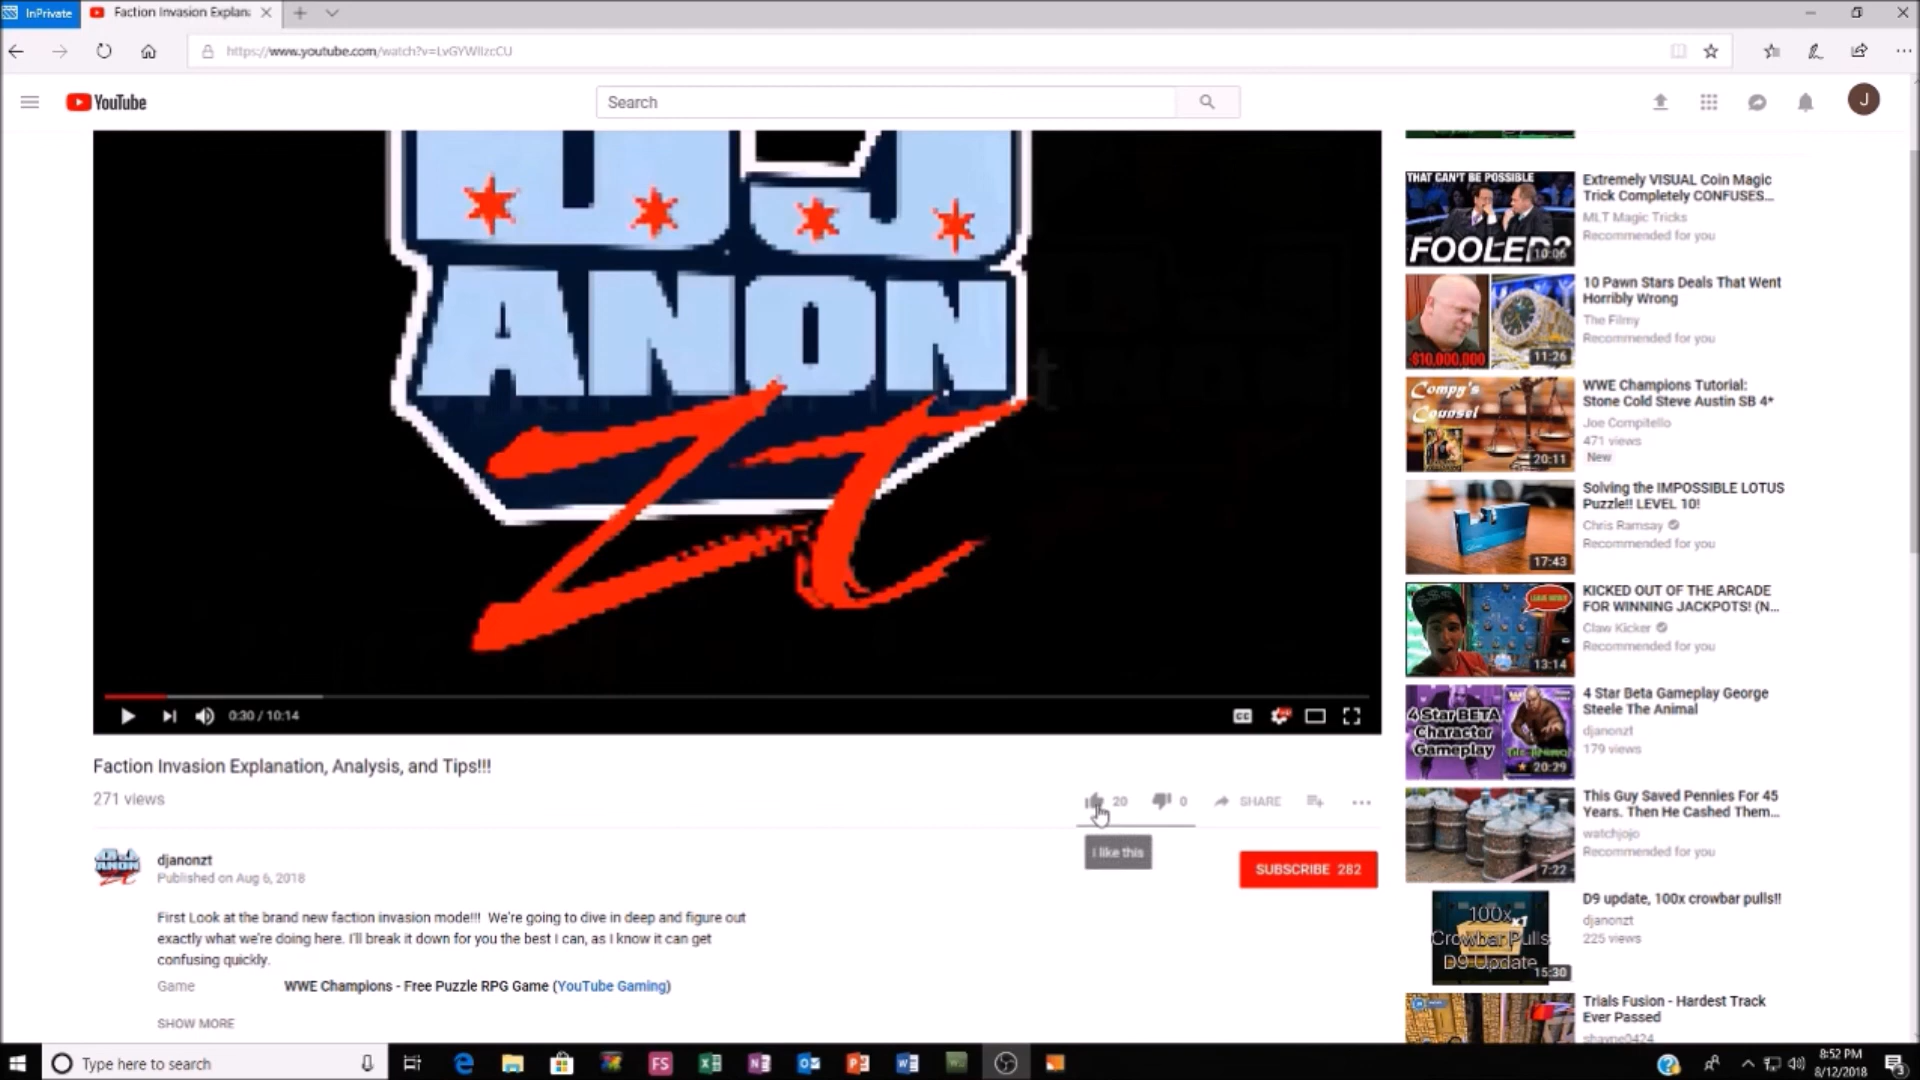 InPrivate
Faction Invasion Explan
https://www.youtube.com/watch?v=LvGYWIlzcCU
YouTube
Search
J
ANON
Zt
0:30 / 10:14
CC
Faction Invasion Explanation, Analysis, and Tips!!!
271 views
20
0
SHARE
I like this
djanonzt
Published on Aug 6, 2018
SUBSCRIBE 282
First Look at the brand new faction invasion mode!!! We're going to dive in deep and figure out
exactly what we're doing here. I'll break it down for you the best I can, as I know it can get
confusing quickly.
Game WWE Champions - Free Puzzle RPG Game (YouTube Gaming)
SHOW MORE
THAT CAN'T BE POSSIBLE
FOOLED?
10:06
Extremely VISUAL Coin Magic
Trick Completely CONFUSES...
MLT Magic Tricks
Recommended for you
$10,000,000
11:26
10 Pawn Stars Deals That Went
Horribly Wrong
The Filmy
Recommended for you
Compy's
Counsel
20:11
WWE Champions Tutorial:
Stone Cold Steve Austin SB 4*
Joe Compitello
471 views
New
17:43
Solving the IMPOSSIBLE LOTUS
Puzzle!! LEVEL 10!
Chris Ramsay
Recommended for you
13:14
KICKED OUT OF THE ARCADE
FOR WINNING JACKPOTS! (N...
Claw Kicker
Recommended for you
4 Star BETA
Character
Gameplay
20:29
4 Star Beta Gameplay George
Steele The Animal
djanonzt
179 views
7:22
This Guy Saved Pennies For 45
Years. Then He Cashed Them...
watchjojo
Recommended for you
100x
Crowbar Pulls
D9 Update
15:30
D9 update, 100x crowbar pulls!!
djanonzt
225 views
Trials Fusion - Hardest Track
Ever Passed
shayne0424
Type here to search
FS
8:52 PM
8/12/2018
3